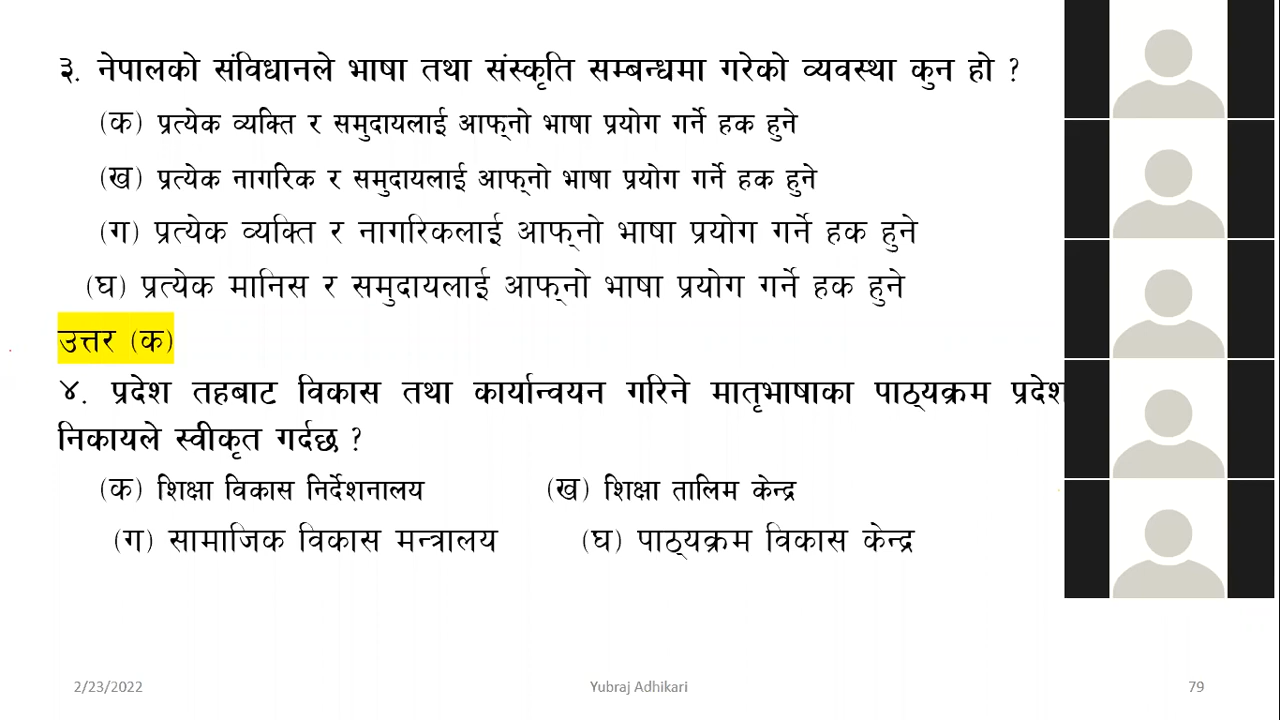 ३. नेपालको संविधानले भाषा तथा संस्कृति सम्बन्धमा गरेको व्यवस्था कुन हो ?
(क) प्रत्येक व्यक्ति र समुदायलाई आफ्नो भाषा प्रयोग गर्ने हक हुने
(ख) प्रत्येक नागरिक र समुदायलाई आफ्नो भाषा प्रयोग गर्ने हक हुने
(ग) प्रत्येक व्यक्ति र नागरिकलाई आफ्नो भाषा प्रयोग गर्ने हक हुने
(घ) प्रत्येक मानिस र समुदायलाई आफ्नो भाषा प्रयोग गर्ने हक हुने
उत्तर (क)
४. प्रदेश तहबाट विकास तथा कार्यान्वयन गरिने मातृभाषाका पाठ्यक्रम प्रदेश
निकायले स्वीकृत गर्दछ ?
(क) शिक्षा विकास निर्देशनालय (ख) शिक्षा तालिम केन्द्र
(ग) सामाजिक विकास मन्त्रालय (घ) पाठ्यक्रम विकास केन्द्र
2/23/2022 Yubraj Adhikari 79